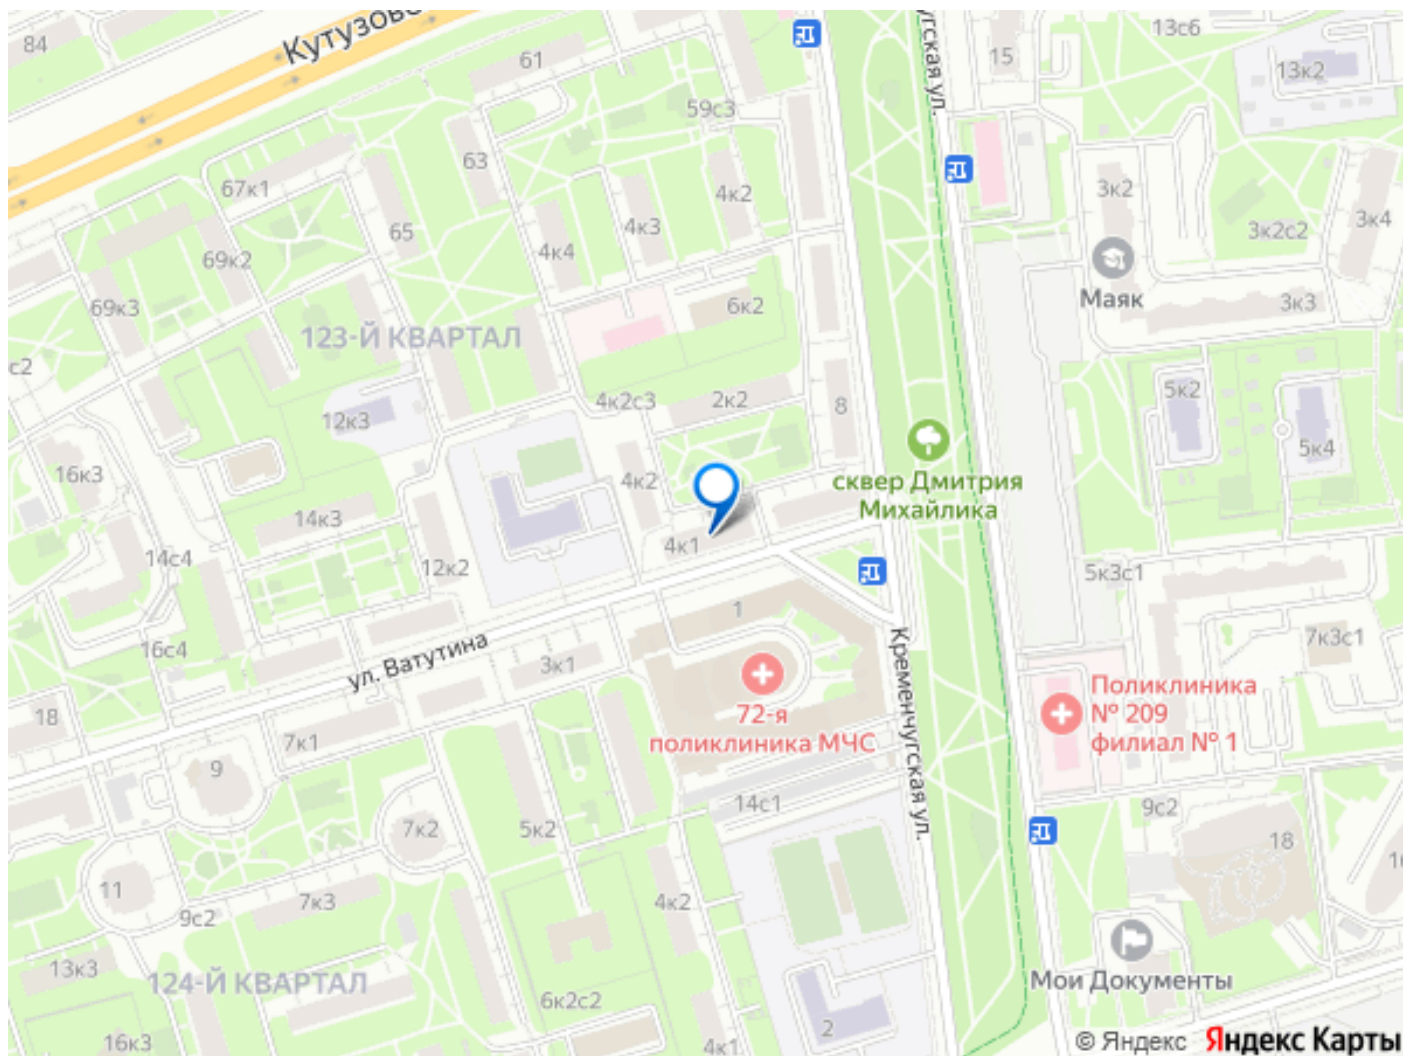 84
Кутузовс
61
15
13с6
13к2
угская ул.
59с3
63
67к1
4к2
3к2
4к3
3к4
65
3к2с2
4к4
69к2
Маяк
69к3
6к2
3к3
123-Й КВАРТАЛ
с2
5к2
4к2с3
2к2
8
12к3
5к4
16к3
4к2
сквер Дмитрия
Михайлика
14к3
4к1
14с4
12к2
5к3с1
1
7к3с1
16с4
ул. Ватутина
3к1
Кременчугская ул.
Поликлиника
№ 209
филиал № 1
18
72-я
поликлиника МЧС
7к1
9
14с1
9с2
7к2
5к2
18
16
11
7к3
4к2
9с2
13к3
124-Й КВАРТАЛ
Мои Документы
6к2с2
2
16к3
4к1
© Яндекс Яндекс Карты